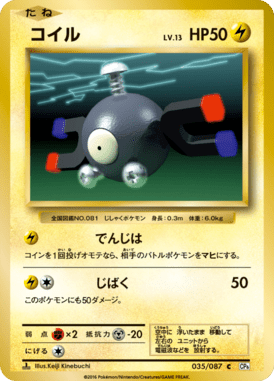 たね
コイル LV.13 HP50
全国図鑑NO.081 じしゃくポケモン 身長:0.3m 体重:6.0kg
でんじは
コインを1回投げオモテなら、相手のバトルポケモンをマヒにする。
じばく 50
このポケモンにも50ダメージ。
弱点 ×2 抵抗力 -20
にげる
空中に 浮いたまま 移動して
左右の ユニットから
電磁波などを 放射する。
Illus.Keiji Kinebuchi
035/087 C
©2016 Pokémon/Nintendo/Creatures/GAME FREAK.